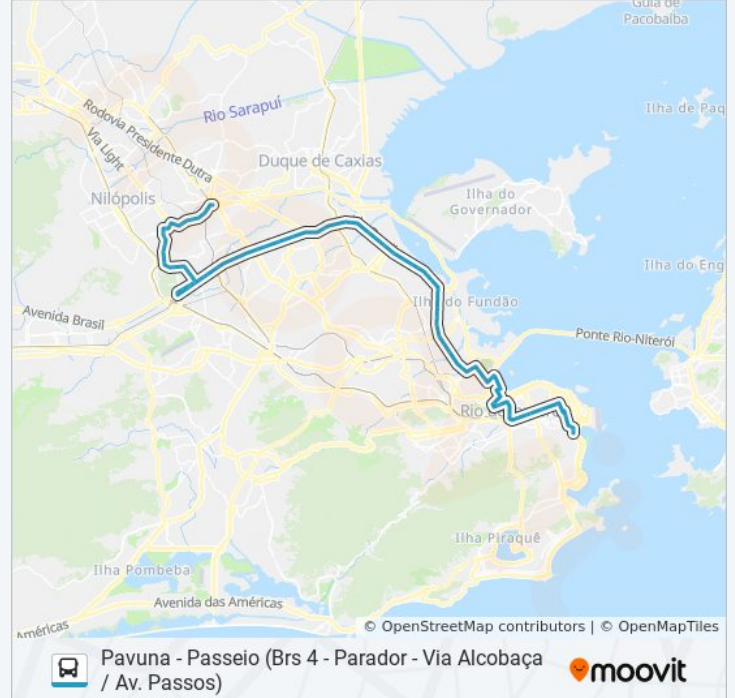 Guia de
Pacobaíba
Rio Sarapuí
Ilha de Paq
Rodovia Presidente Dutra
Via Light
Duque de Caxias
Nilópolis
Ilha do
Governador
Ilha do Eng
Ilha do Fundão
Avenida Brasil
Ponte Rio-Niterói
Rio de
Ilha Piraquê
Ilha Pombeba
Avenida das Américas
Américas
© OpenStreetMap contributors | © OpenMapTiles
Pavuna - Passeio (Brs 4 - Parador - Via Alcobaça
/ Av. Passos)
moovit